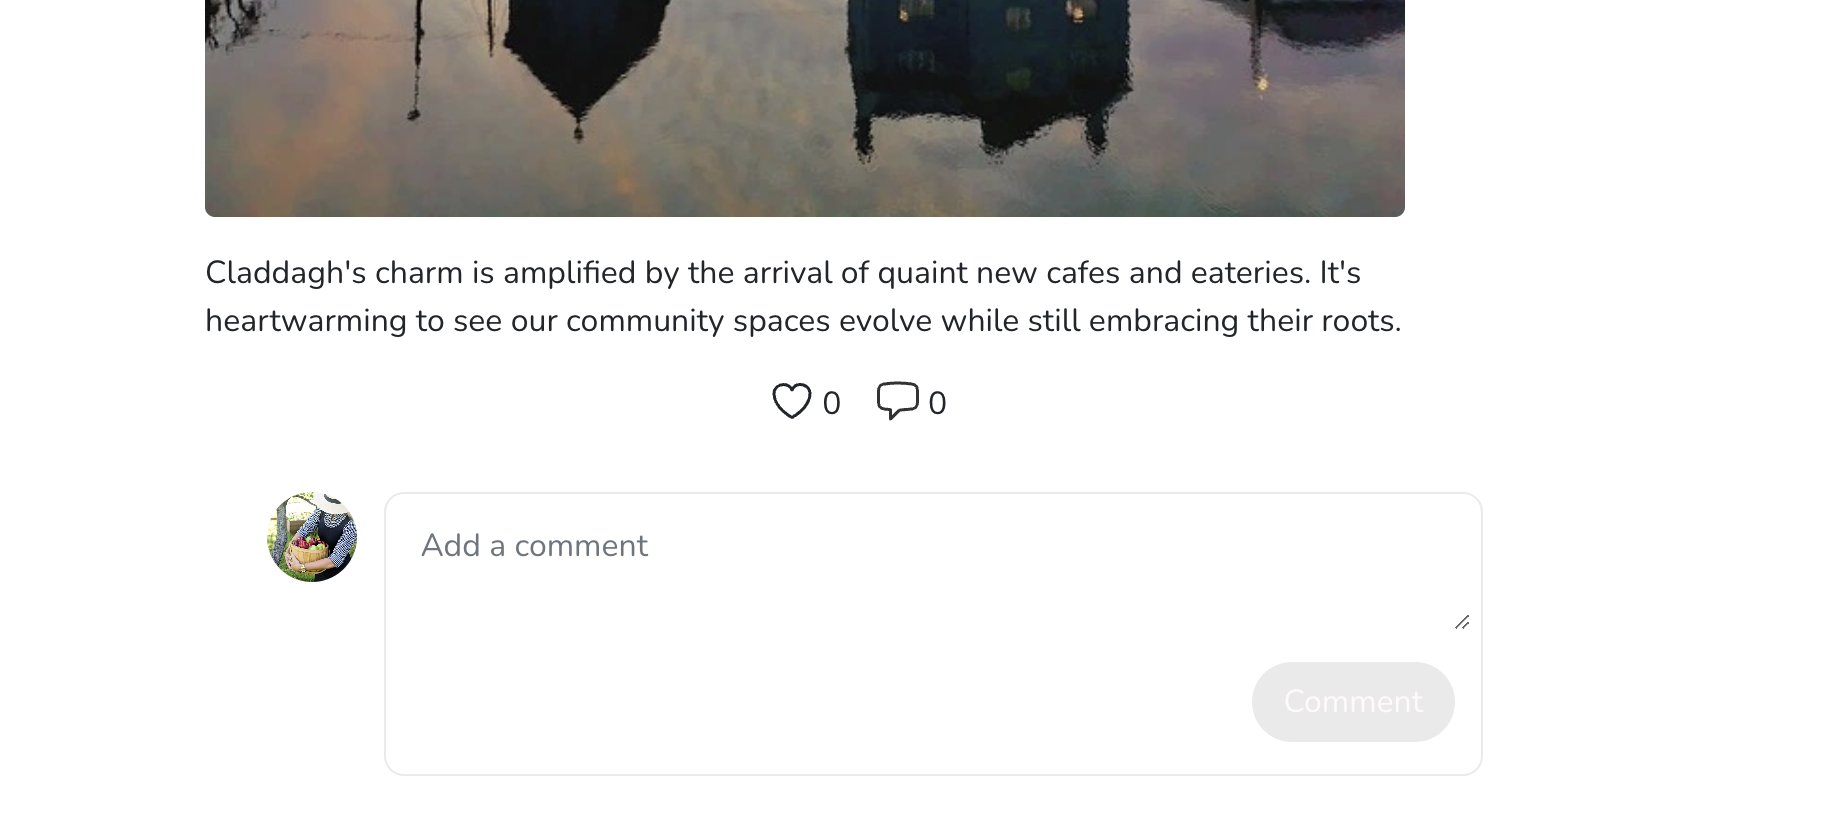 Claddagh's charm is amplified by the arrival of quaint new cafes and eateries. It's
heartwarming to see our community spaces evolve while still embracing their roots.
0 0
Add a comment
Comment